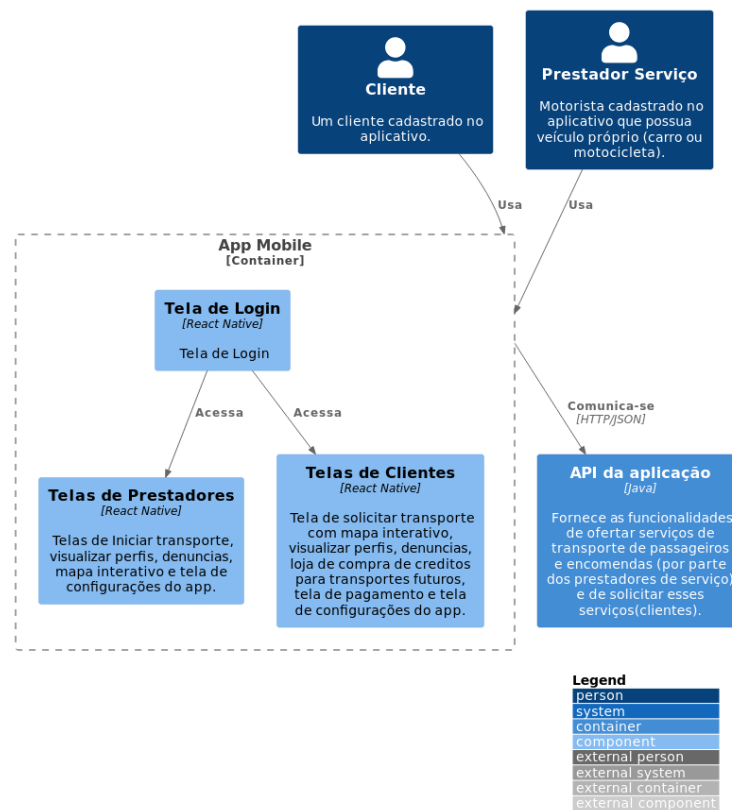 Cliente
Um cliente cadastrado no
aplicativo.
Prestador Serviço
Motorista cadastrado no
aplicativo que possua
veículo próprio (carro ou
motocicleta).
Usa
Usa
App Mobile
[Container]
Tela de Login
[React Native]
Tela de Login
Acessa
Acessa
Comunica-se
[HTTP/JSON]
Telas de Prestadores
[React Native]
Telas de Iniciar transporte,
visualizar perfis, denuncias,
mapa interativo e tela de
configurações do app.
Telas de Clientes
[React Native]
Tela de solicitar transporte
com mapa interativo,
visualizar perfis, denuncias,
loja de compra de creditos
para transportes futuros,
tela de pagamento e tela
de configurações do app.
API da aplicação
[Java]
Fornece as funcionalidades
de ofertar serviços de
transporte de passageiros
e encomendas (por parte
dos prestadores de serviço)
e de solicitar esses
serviços(clientes).
Legend
person
system
container
component
external person
external system
external container
external component